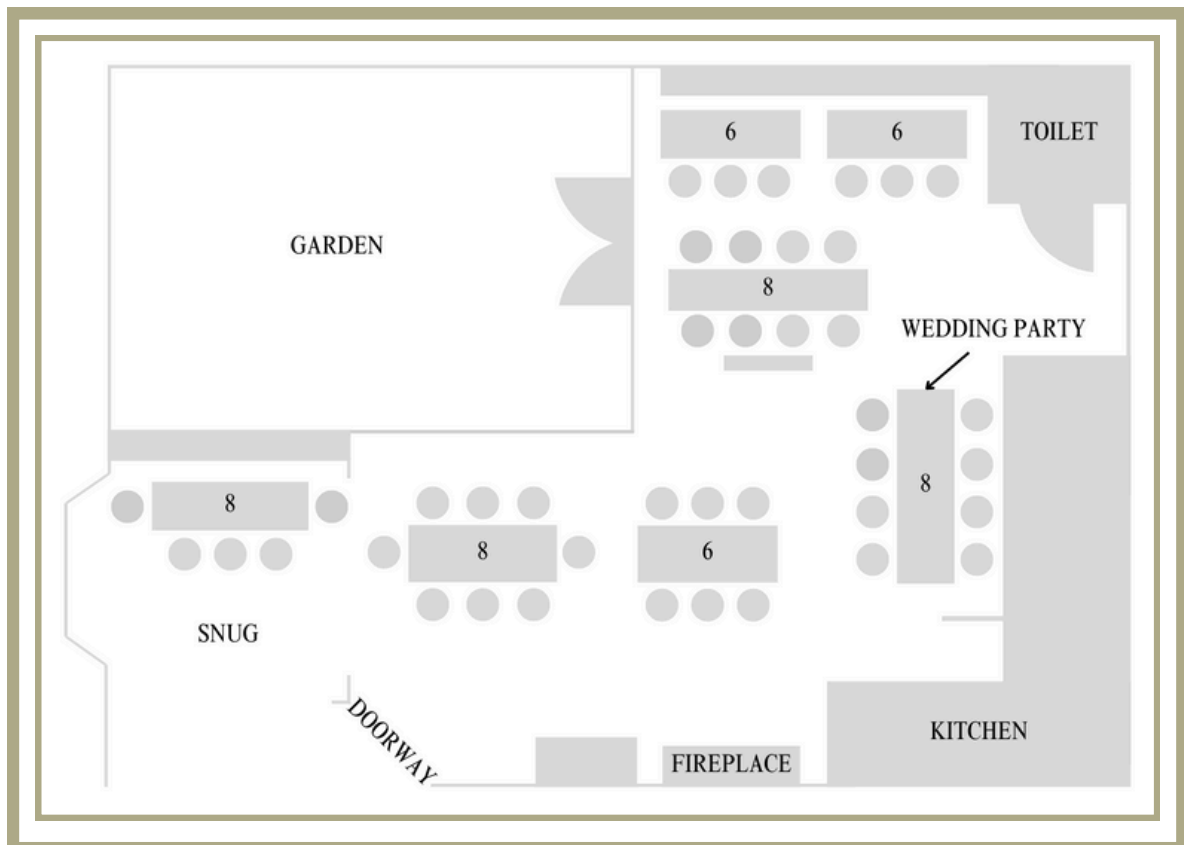 6 6 TOILET
GARDEN
8
WEDDING PARTY
8
8
8 6
SNUG
DOORWAY
KITCHEN
FIREPLACE